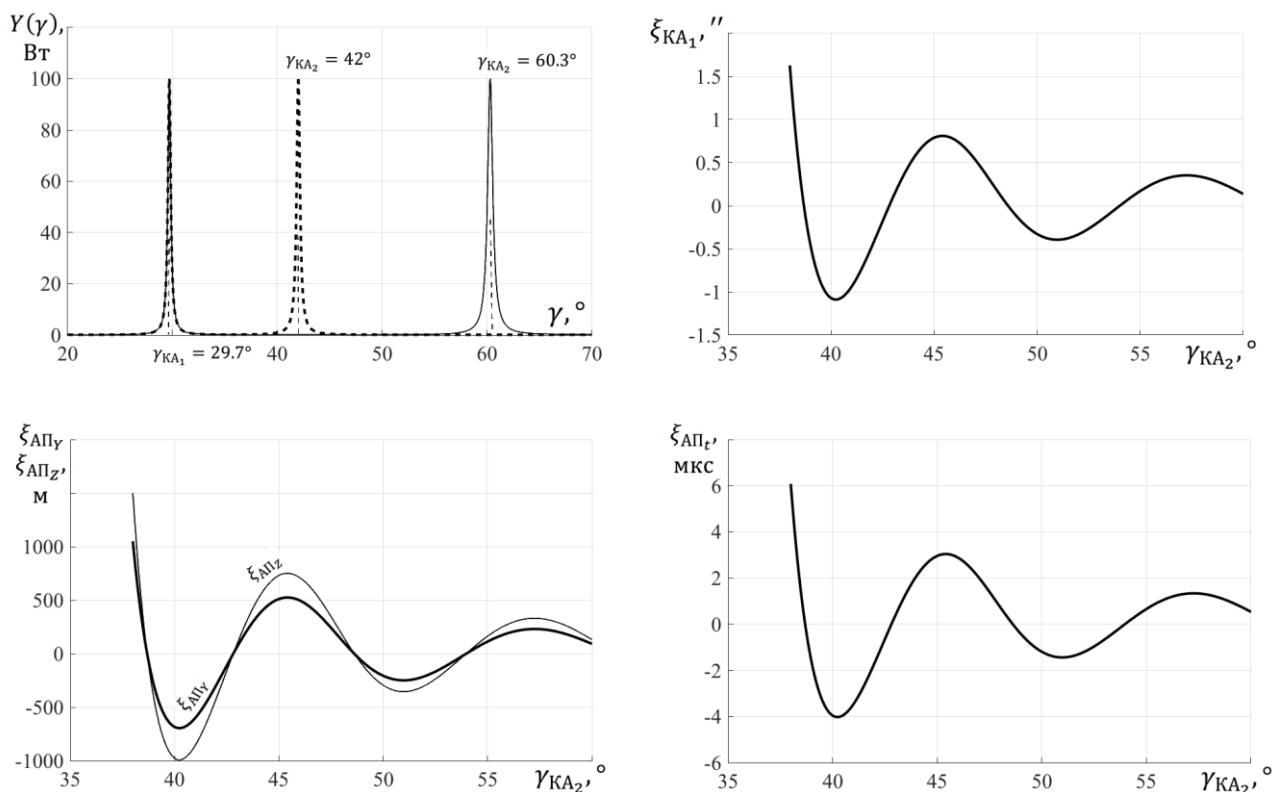 Y(γ),
Вт
γКА₂ = 42°
γКА₂ = 60.3°
100
80
60
40
20
0
γ,°
20
γКА₁ = 29.7°
40
50
60
70
ξКА₁,″
1.5
1
0.5
0
-0.5
-1
-1.5
35
40
45
50
55
γКА₂,°
ξАПY
ξАПZ,
м
1000
500
0
-500
-1000
ξАПZ
ξАПY
35
40
45
50
55
γКА₂,°
ξАПt,
мкс
6
4
2
0
-2
-4
-6
35
40
45
50
55
γКА₂,°